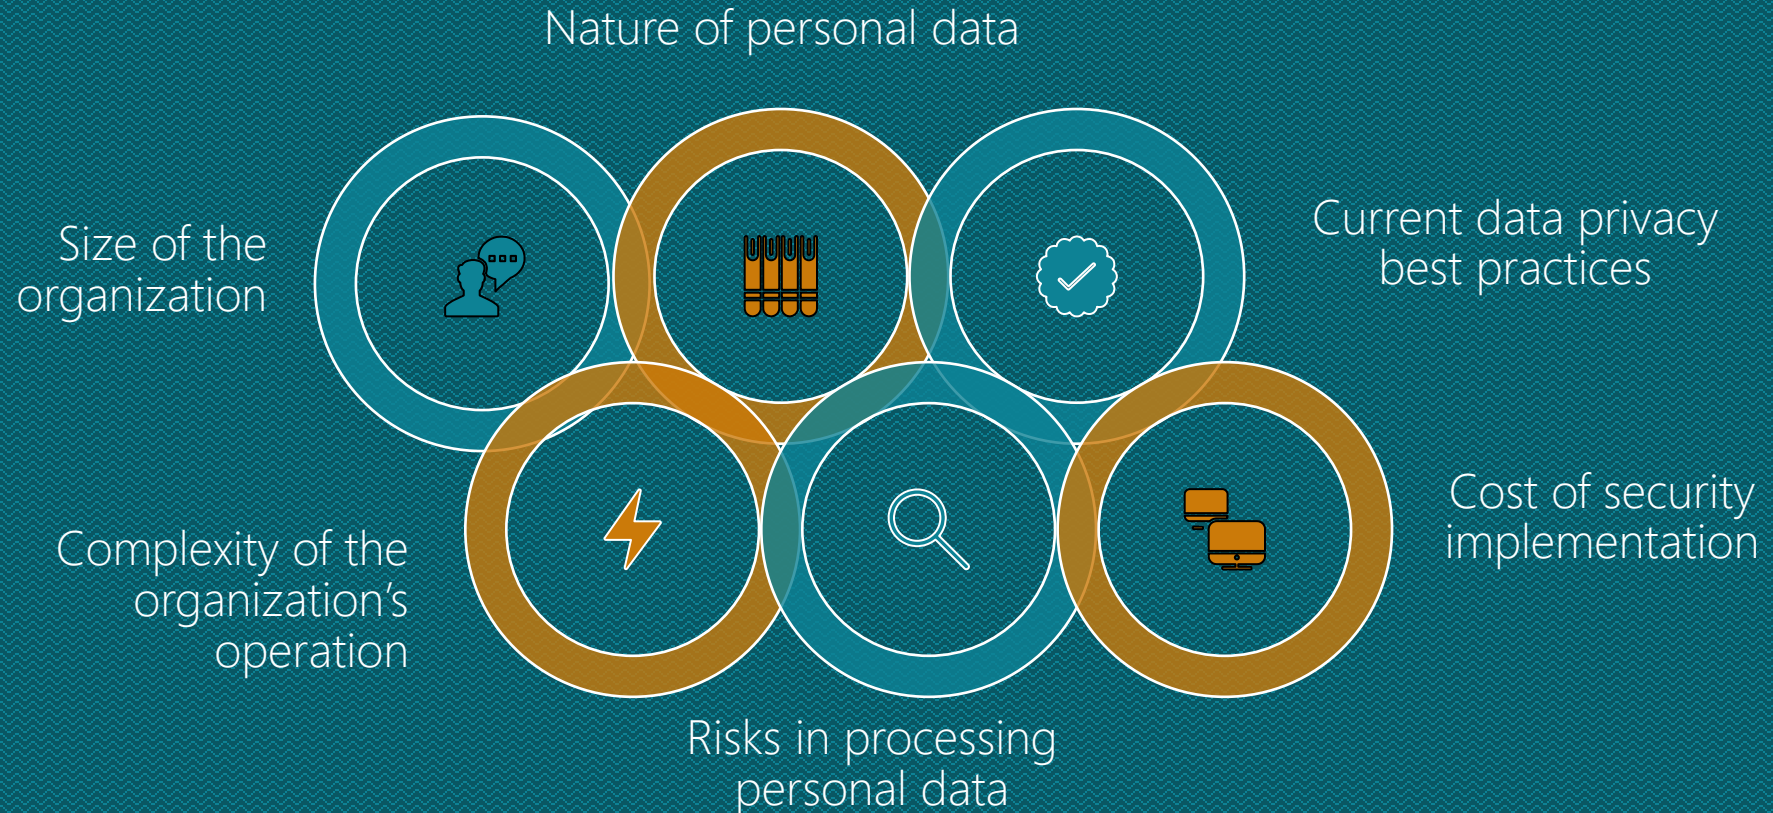 Nature of personal data
Size of the
organization
Current data privacy
best practices
Complexity of the
organization’s
operation
Cost of security
implementation
Risks in processing
personal data